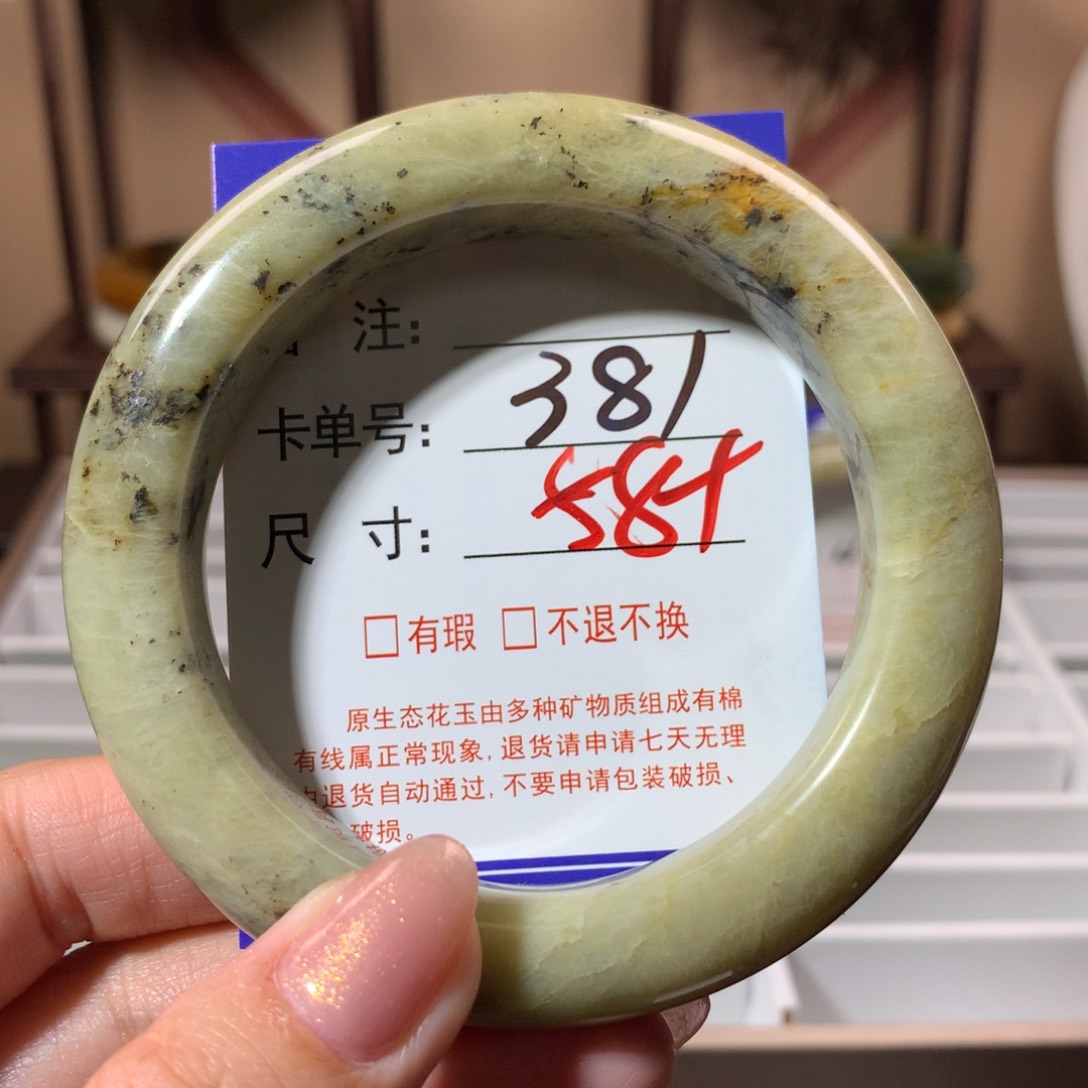 注：
卡单号：381
尺寸：584
□有瑕 □不退不换
原生态花玉由多种矿物质组成有棉
有线属正常现象，退货请申请七天无理
退货自动通过，不要申请包装破损、
破损。